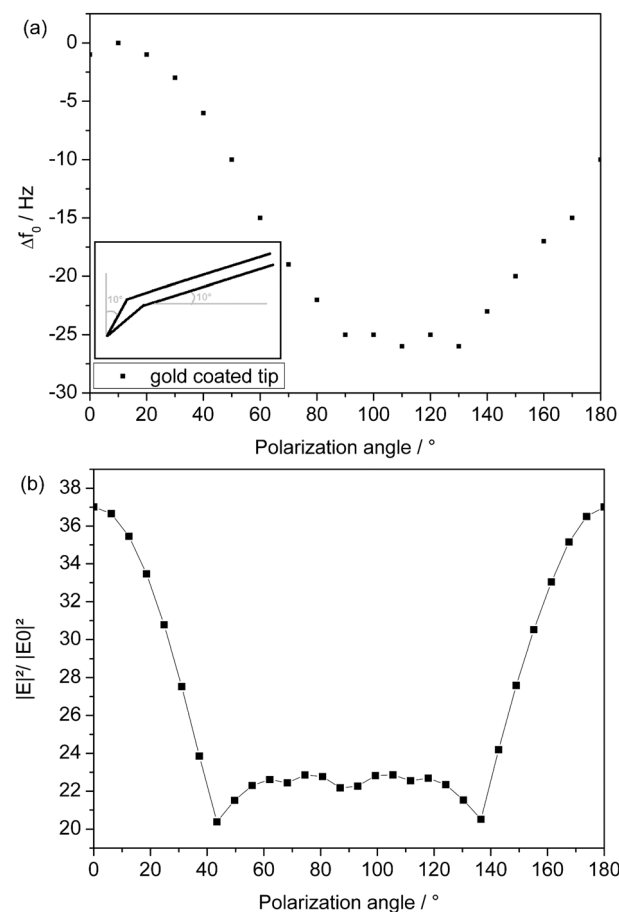 (a)
0
-5
-10
-15
-20
-25
-30
Δf₀ / Hz
10°
10°
gold coated tip
0 20 40 60 80 100 120 140 160 180
Polarization angle / °
(b)
38
36
34
32
30
28
26
24
22
20
|E|²/ |E0|²
0 20 40 60 80 100 120 140 160 180
Polarization angle / °